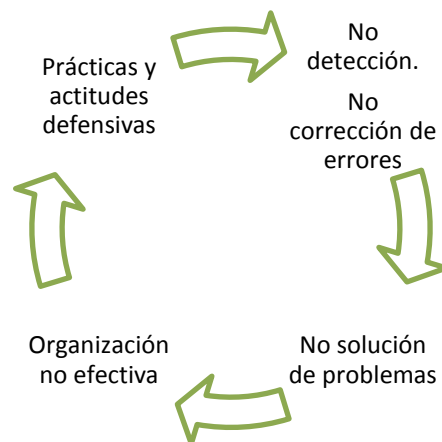 Prácticas y
actitudes
defensivas
No
detección.
No
corrección de
errores
No solución
de problemas
Organización
no efectiva